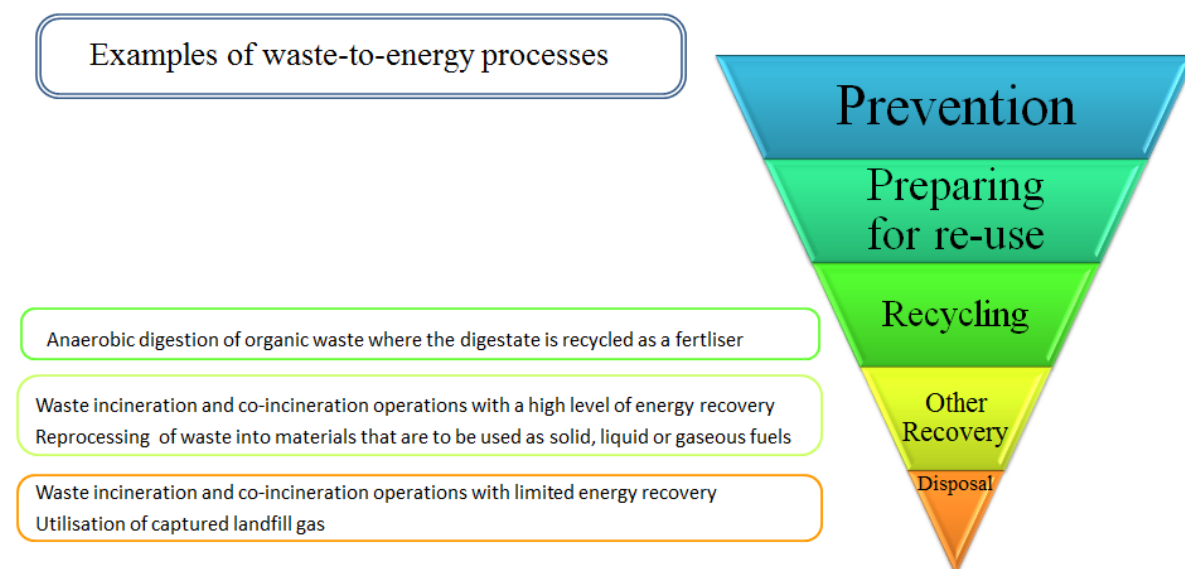 Examples of waste-to-energy processes
Prevention
Preparing
for re-use
Recycling
Anaerobic digestion of organic waste where the digestate is recycled as a fertliser
Other
Recovery
Waste incineration and co-incineration operations with a high level of energy recovery
Reprocessing of waste into materials that are to be used as solid, liquid or gaseous fuels
Disposal
Waste incineration and co-incineration operations with limited energy recovery
Utilisation of captured landfill gas